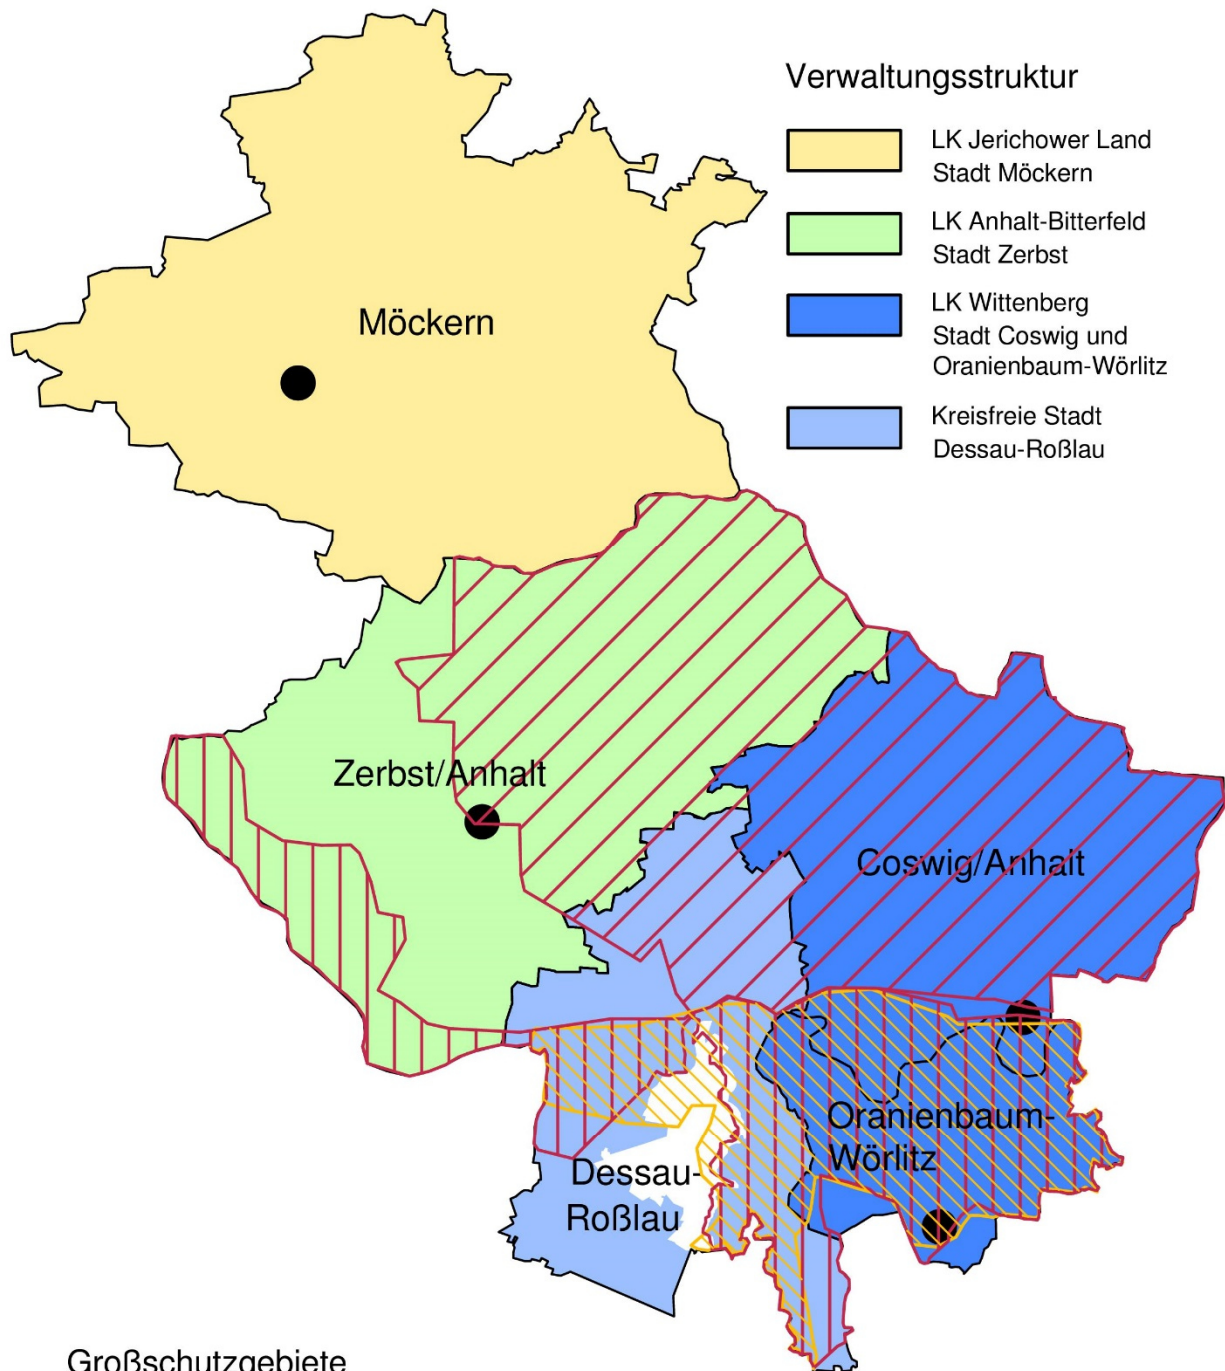 Verwaltungsstruktur
LK Jerichower Land
Stadt Möckern
LK Anhalt-Bitterfeld
Stadt Zerbst
LK Wittenberg
Stadt Coswig und
Oranienbaum-Wörlitz
Kreisfreie Stadt
Dessau-Roßlau
Möckern
Zerbst/Anhalt
Coswig/Anhalt
Oranienbaum-
Wörlitz
Dessau-
Roßlau
Großschutzgebiete